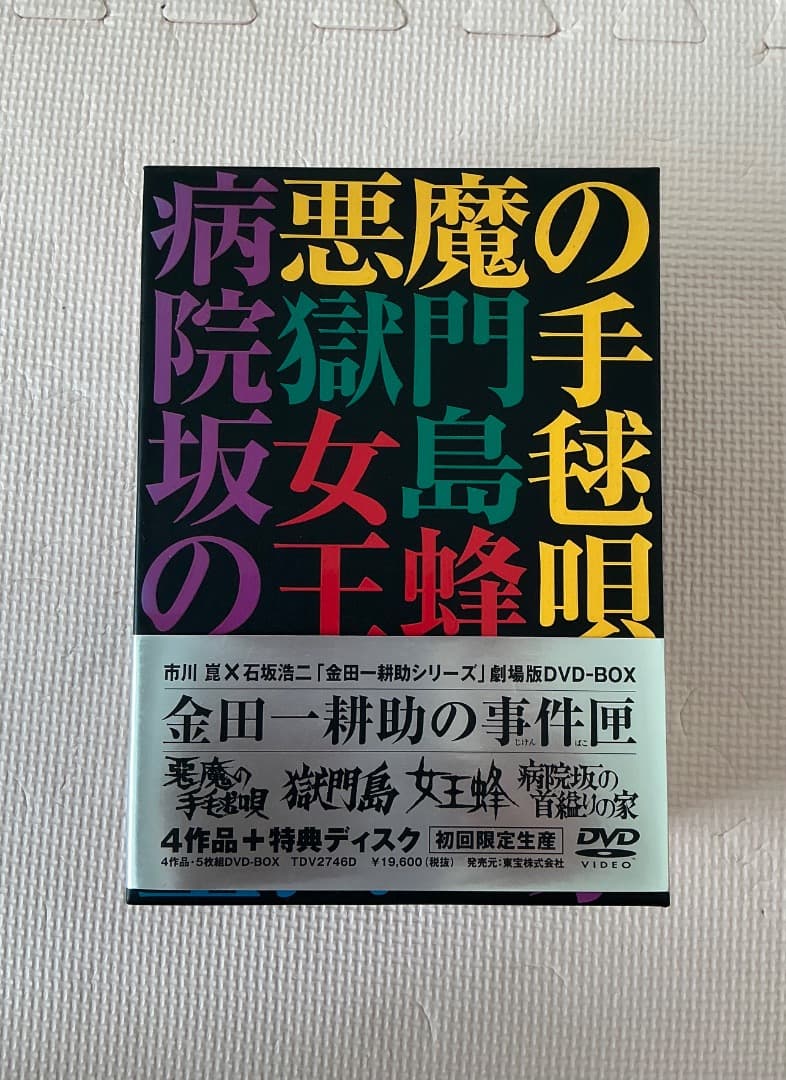 悪魔の手毬唄
獄門島
女王蜂
病院坂の
市川 崑×石坂浩二「金田一耕助シリーズ」劇場版DVD-BOX
金田一耕助の事件匣
じけん ばこ
悪魔の手毬唄
獄門島
女王蜂
病院坂の首縊りの家
4作品+特典ディスク 初回限定生産 DVD VIDEO
4作品・5枚組DVD-BOX TDV2746D ¥19,600(税抜) 発売元:東宝株式会社